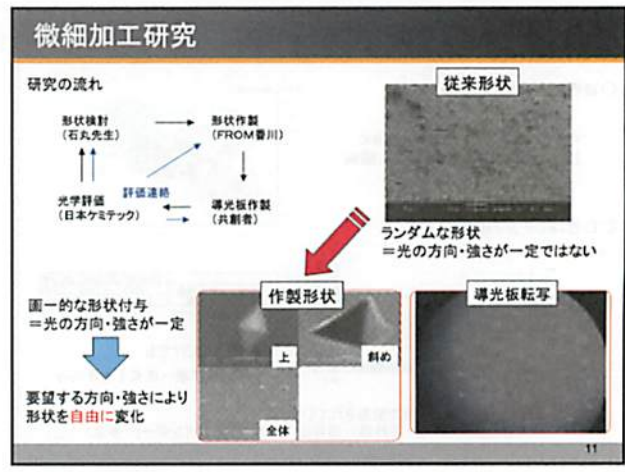 微細加工研究
研究の流れ
形状検討
(石丸先生)
形状作製
(FROM香川)
評価連絡
光学評価
(日本ケミテック)
導光板作製
(共創者)
従来形状
ランダムな形状
＝光の方向・強さが一定ではない
画一的な形状付与
＝光の方向・強さが一定
要望する方向・強さにより
形状を自由に変化
作製形状
上
斜め
全体
導光板転写
11